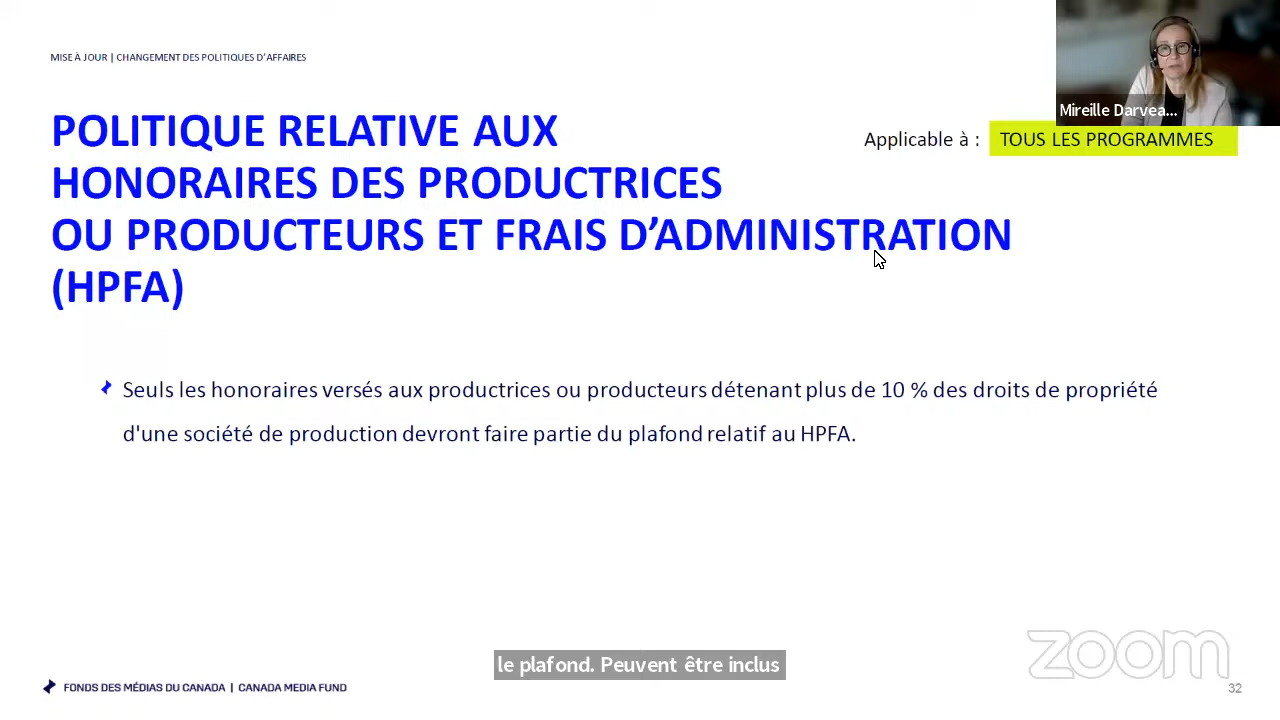 MISE À JOUR | CHANGEMENT DES POLITIQUES D'AFFAIRES
Mireille Darvea...
POLITIQUE RELATIVE AUX
HONORAIRES DES PRODUCTRICES
OU PRODUCTEURS ET FRAIS D'ADMINISTRATION
(HPFA)
Applicable à : TOUS LES PROGRAMMES
Seuls les honoraires versés aux productrices ou producteurs détenant plus de 10 % des droits de propriété
d'une société de production devront faire partie du plafond relatif au HPFA.
le plafond. Peuvent être inclus
zoom
FONDS DES MÉDIAS DU CANADA | CANADA MEDIA FUND
32